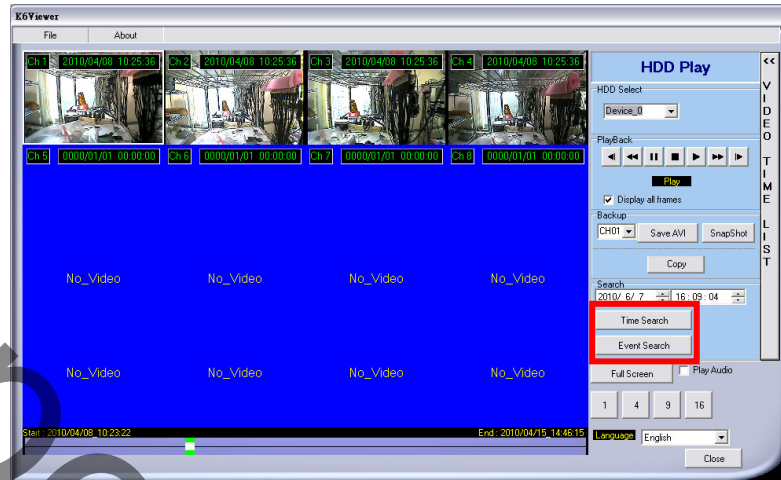 K6Viewer
File About
Ch 1 2010/04/08 10:25:36 Ch 2 2010/04/08 10:25:36 Ch 3 2010/04/08 10:25:36 Ch 4 2010/04/08 10:25:36
Ch 5 0000/01/01 00:00:00 Ch 6 0000/01/01 00:00:00 Ch 7 0000/01/01 00:00:00 Ch 8 0000/01/01 00:00:00
No_Video No_Video No_Video No_Video
No_Video No_Video No_Video No_Video
Start : 2010/04/08_10:23:22 End : 2010/04/15_14:46:15
HDD Play
HDD Select
Device_0
PlayBack
Play
Display all frames
Backup
CH01 Save AVI SnapShot
Copy
Search
2010/ 6/ 7 16 : 09 : 04
Time Search
Event Search
Full Screen Play Audio
1 4 9 16
Language English
Close
<<
VIDEO TIME LIST